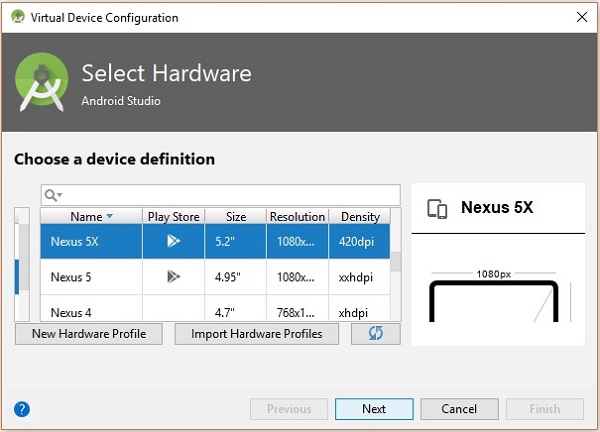 Virtual Device Configuration
Select Hardware
Android Studio
Choose a device definition
Name Play Store Size Resolution Density
Nexus 5X 5.2" 1080x... 420dpi
Nexus 5 4.95" 1080x... xxhdpi
Nexus 4 4.7" 768x1... xhdpi
New Hardware Profile Import Hardware Profiles
Nexus 5X
1080px
? Previous Next Cancel Finish